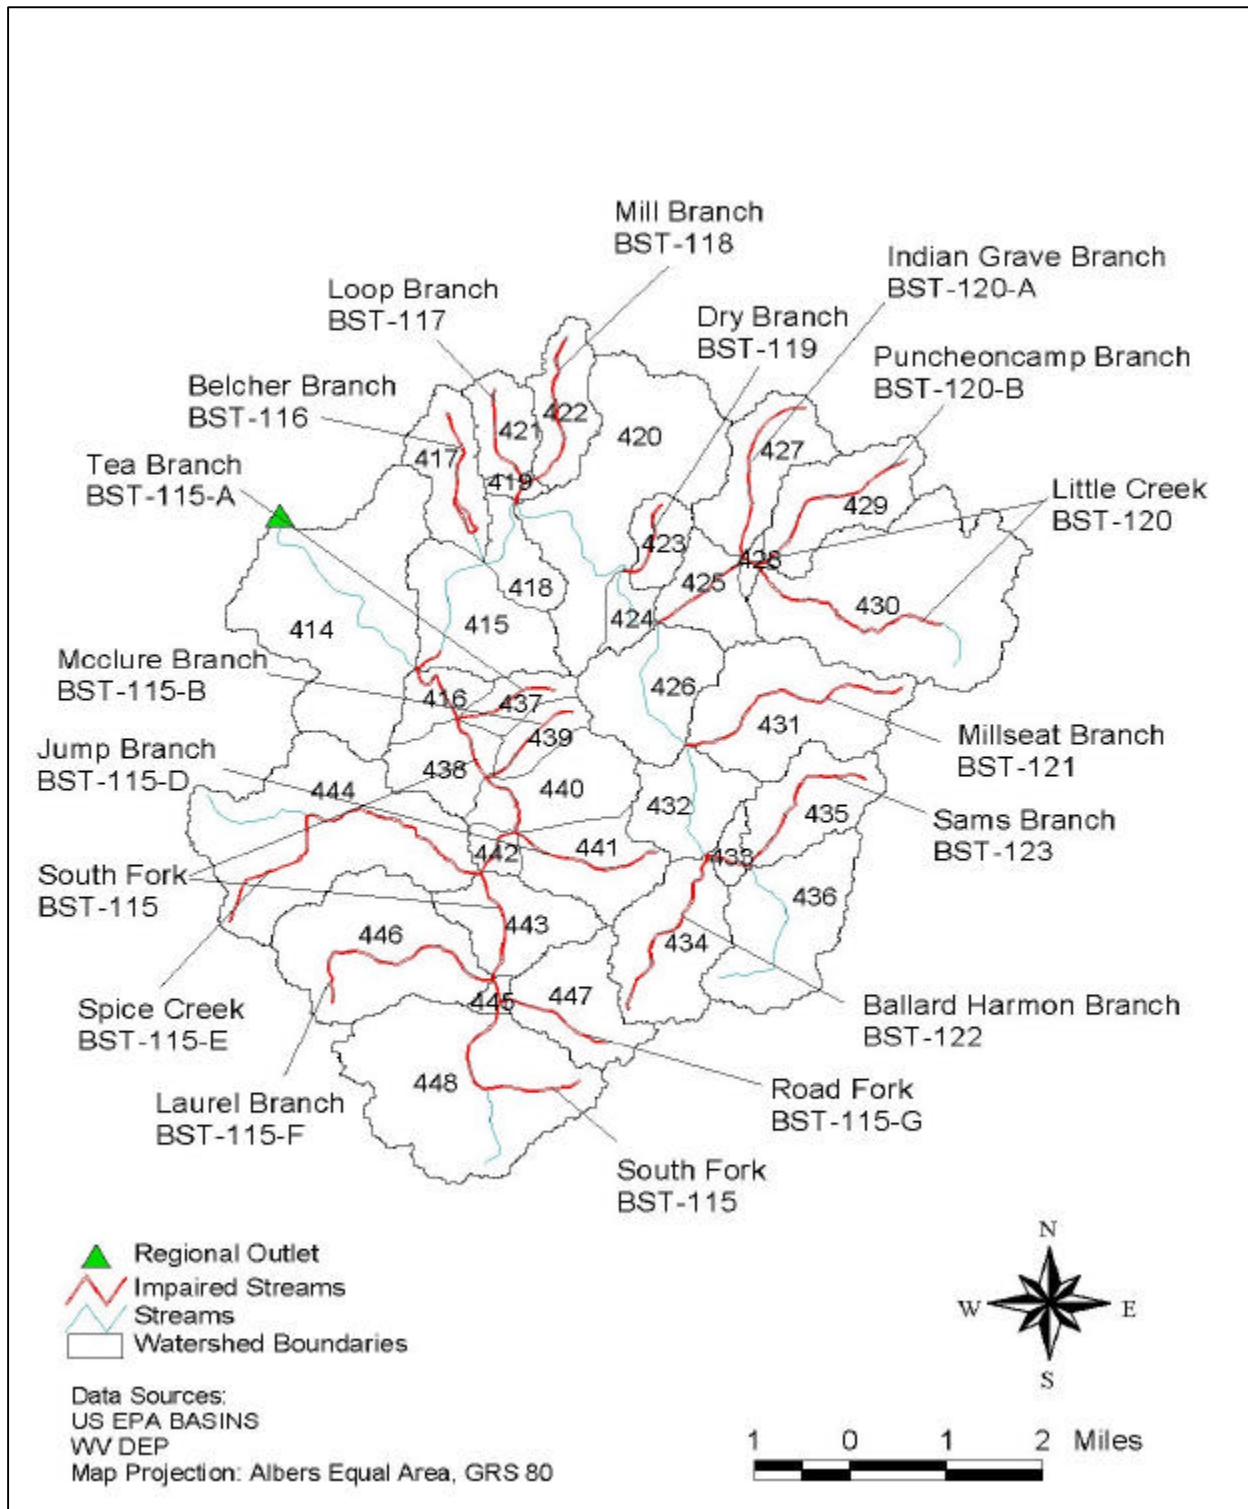 Mill Branch
BST-118
Indian Grave Branch
BST-120-A
Loop Branch
BST-117
Dry Branch
BST-119
Puncheoncamp Branch
BST-120-B
Belcher Branch
BST-116
Tea Branch
BST-115-A
Little Creek
BST-120
422
421
420
427
417
419
429
423
428
425
418
430
424
415
414
Mcclure Branch
BST-115-B
416
437
426
431
439
Millseat Branch
BST-121
Jump Branch
BST-115-D
438
444
440
432
435
Sams Branch
BST-123
442
441
433
South Fork
BST-115
436
443
446
434
447
445
Spice Creek
BST-115-E
Ballard Harmon Branch
BST-122
448
Laurel Branch
BST-115-F
Road Fork
BST-115-G
South Fork
BST-115
Regional Outlet
Impaired Streams
Streams
Watershed Boundaries
N
W E
S
Data Sources:
US EPA BASINS
WV DEP
Map Projection: Albers Equal Area, GRS 80
1 0 1 2 Miles